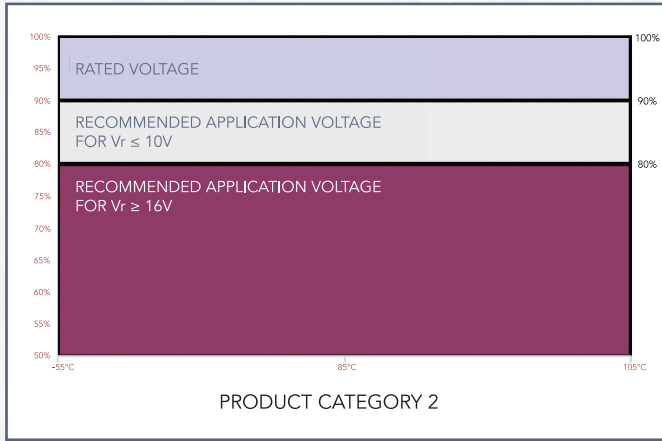 100%
100%
95%
RATED VOLTAGE
90%
90%
RECOMMENDED APPLICATION VOLTAGE
85%
FOR Vr ≤ 10V
80%
80%
RECOMMENDED APPLICATION VOLTAGE
75%
FOR Vr ≥ 16V
70%
65%
60%
55%
50%
-55°C
85°C
105°C
PRODUCT CATEGORY 2